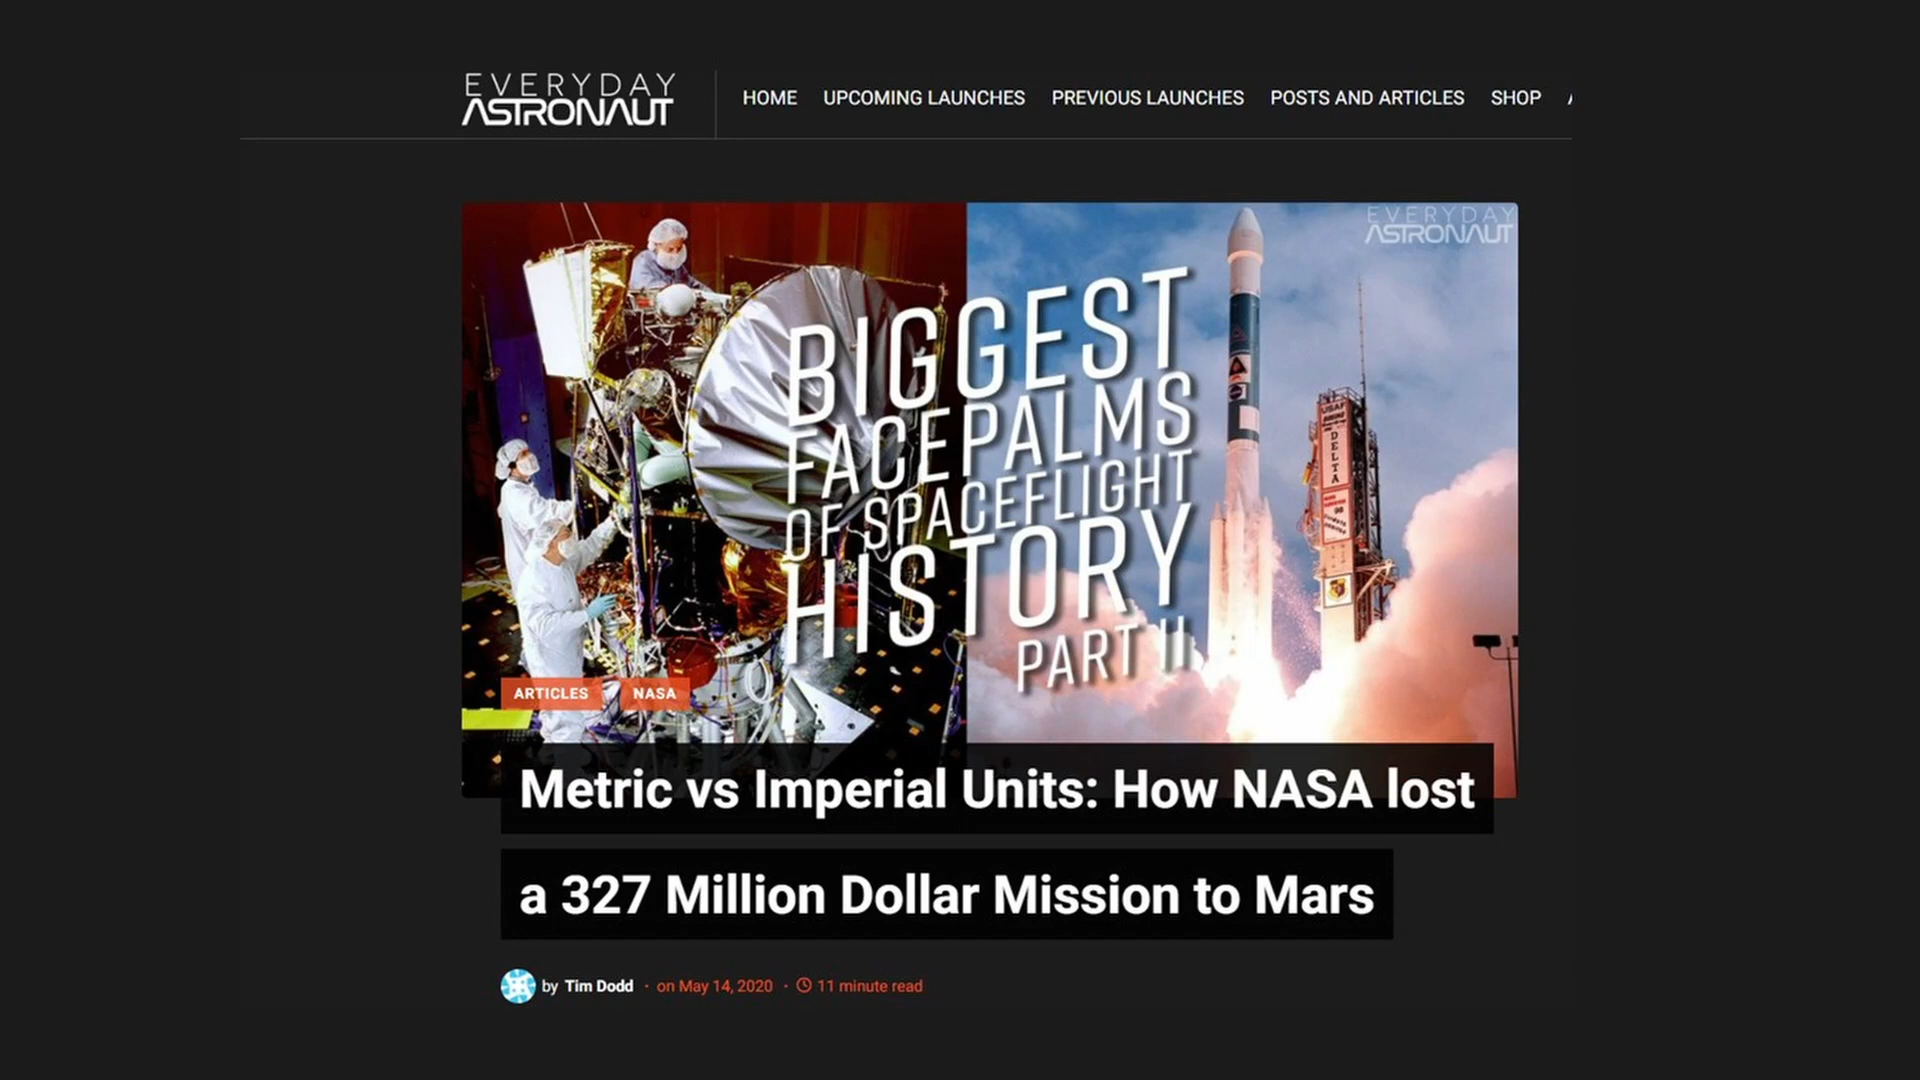 EVERYDAY
ASTRONAUT
HOME UPCOMING LAUNCHES PREVIOUS LAUNCHES POSTS AND ARTICLES SHOP
EVERYDAY
ASTRONAUT
BIGGEST
FACEPALMS
OF SPACEFLIGHT
HISTORY
PART II
USAF
DELTA
ARTICLES NASA
Metric vs Imperial Units: How NASA lost
a 327 Million Dollar Mission to Mars
by Tim Dodd · on May 14, 2020 · 11 minute read